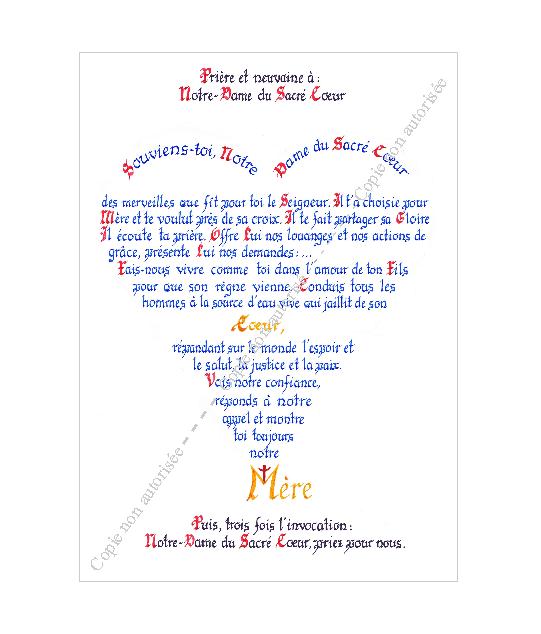 Prière et neuvaine à :
Notre-Dame du Sacré Cœur
Souviens-toi, Notre Dame du Sacré Cœur
des merveilles que fit pour toi le Seigneur. Il t'a choisie pour
Mère et te voulut près de sa croix. Il te fait partager sa Gloire
Il écoute ta prière. Offre Lui nos louanges et nos actions de
grâce, présente Lui nos demandes : ...
Fais-nous vivre comme toi dans l'amour de ton Fils
pour que son règne vienne. Conduis tous les
hommes à la source d'eau vive qui jaillit de son
Cœur,
répandant sur le monde l'espoir et
le salut, la justice et la paix.
Vois notre confiance,
réponds à notre
appel et montre
toi toujours
notre
Mère
Puis, trois fois l'invocation :
Notre-Dame du Sacré Cœur, priez pour nous.
Copie non autorisée ---- Copie non autorisée ---- Copie non autorisée